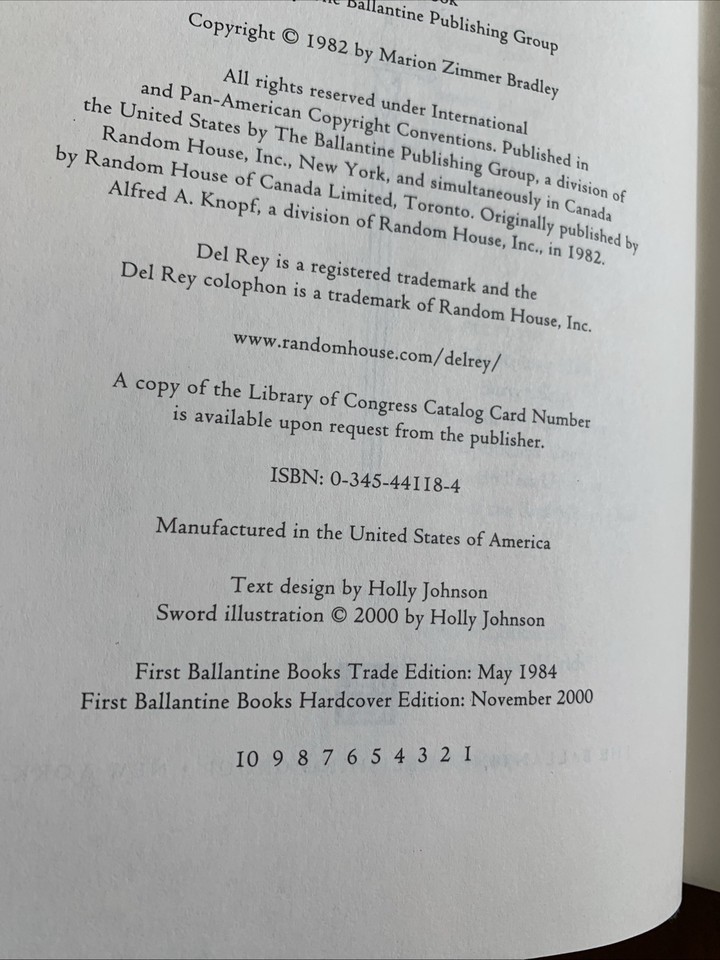 Ballantine Publishing Group
Copyright © 1982 by Marion Zimmer Bradley
All rights reserved under International
and Pan-American Copyright Conventions. Published in
the United States by The Ballantine Publishing Group, a division of
Random House, Inc., New York, and simultaneously in Canada
by Random House of Canada Limited, Toronto. Originally published by
Alfred A. Knopf, a division of Random House, Inc., in 1982.
Del Rey is a registered trademark and the
Del Rey colophon is a trademark of Random House, Inc.
www.randomhouse.com/delrey/
A copy of the Library of Congress Catalog Card Number
is available upon request from the publisher.
ISBN: 0-345-44118-4
Manufactured in the United States of America
Text design by Holly Johnson
Sword illustration © 2000 by Holly Johnson
First Ballantine Books Trade Edition: May 1984
First Ballantine Books Hardcover Edition: November 2000
10 9 8 7 6 5 4 3 2 1